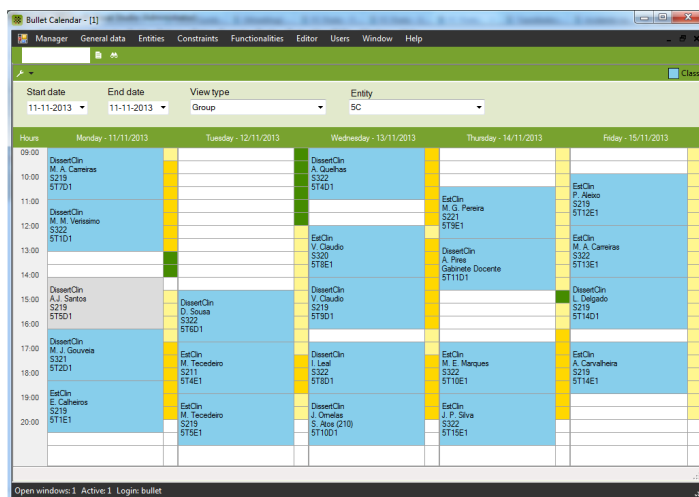 Bullet Calendar - [1]
Manager General data Entities Constraints Functionalities Editor Users Window Help
Class
Start date End date View type Entity
11-11-2013 11-11-2013 Group 5C
Hours Monday - 11/11/2013 Tuesday - 12/11/2013 Wednesday - 13/11/2013 Thursday - 14/11/2013 Friday - 15/11/2013
09:00
10:00
11:00
12:00
13:00
14:00
15:00
16:00
17:00
18:00
19:00
20:00
DissertClin
M. A. Carreiras
S219
5T7D1
DissertClin
M. M. Verissimo
S322
5T1D1
DissertClin
A.J. Santos
S219
5T5D1
DissertClin
M. J. Gouveia
S321
5T2D1
EstClin
E. Calheiros
S219
5T1E1
DissertClin
D. Sousa
S322
5T6D1
EstClin
M. Tecedeiro
S211
5T4E1
EstClin
M. Tecedeiro
S219
5T5E1
DissertClin
A. Quelhas
S322
5T4D1
EstClin
V. Claudio
S320
5T8E1
DissertClin
V. Claudio
S219
5T9D1
DissertClin
I. Leal
S322
5T8D1
DissertClin
J. Ornelas
S. Atos (210)
5T10D1
EstClin
M. G. Pereira
S221
5T9E1
DissertClin
A. Pires
Gabinete Docente
5T11D1
EstClin
M. E. Marques
S322
5T10E1
EstClin
J. P. Silva
S322
5T15E1
EstClin
P. Aleixo
S219
5T12E1
EstClin
M. A. Carreiras
S322
5T13E1
DissertClin
L. Delgado
S219
5T14D1
EstClin
A. Carvalheira
S219
5T14E1
Open windows: 1 Active: 1 Login: bullet